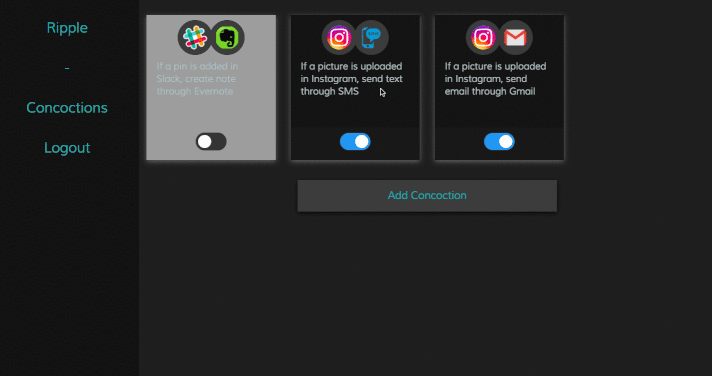 Ripple
-
Concoctions
Logout
If a pin is added in
Slack, create note
through Evernote
If a picture is uploaded
in Instagram, send text
through SMS
If a picture is uploaded
in Instagram, send
email through Gmail
Add Concoction